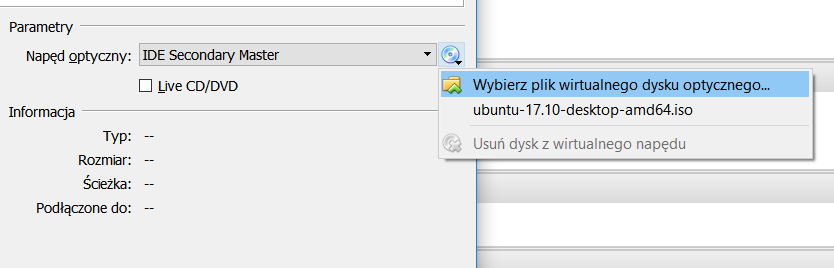 Parametry
Napęd optyczny: IDE Secondary Master
Live CD/DVD
Wybierz plik wirtualnego dysku optycznego...
ubuntu-17.10-desktop-amd64.iso
Usuń dysk z wirtualnego napędu
Informacja
Typ: --
Rozmiar: --
Ścieżka: --
Podłączone do: --